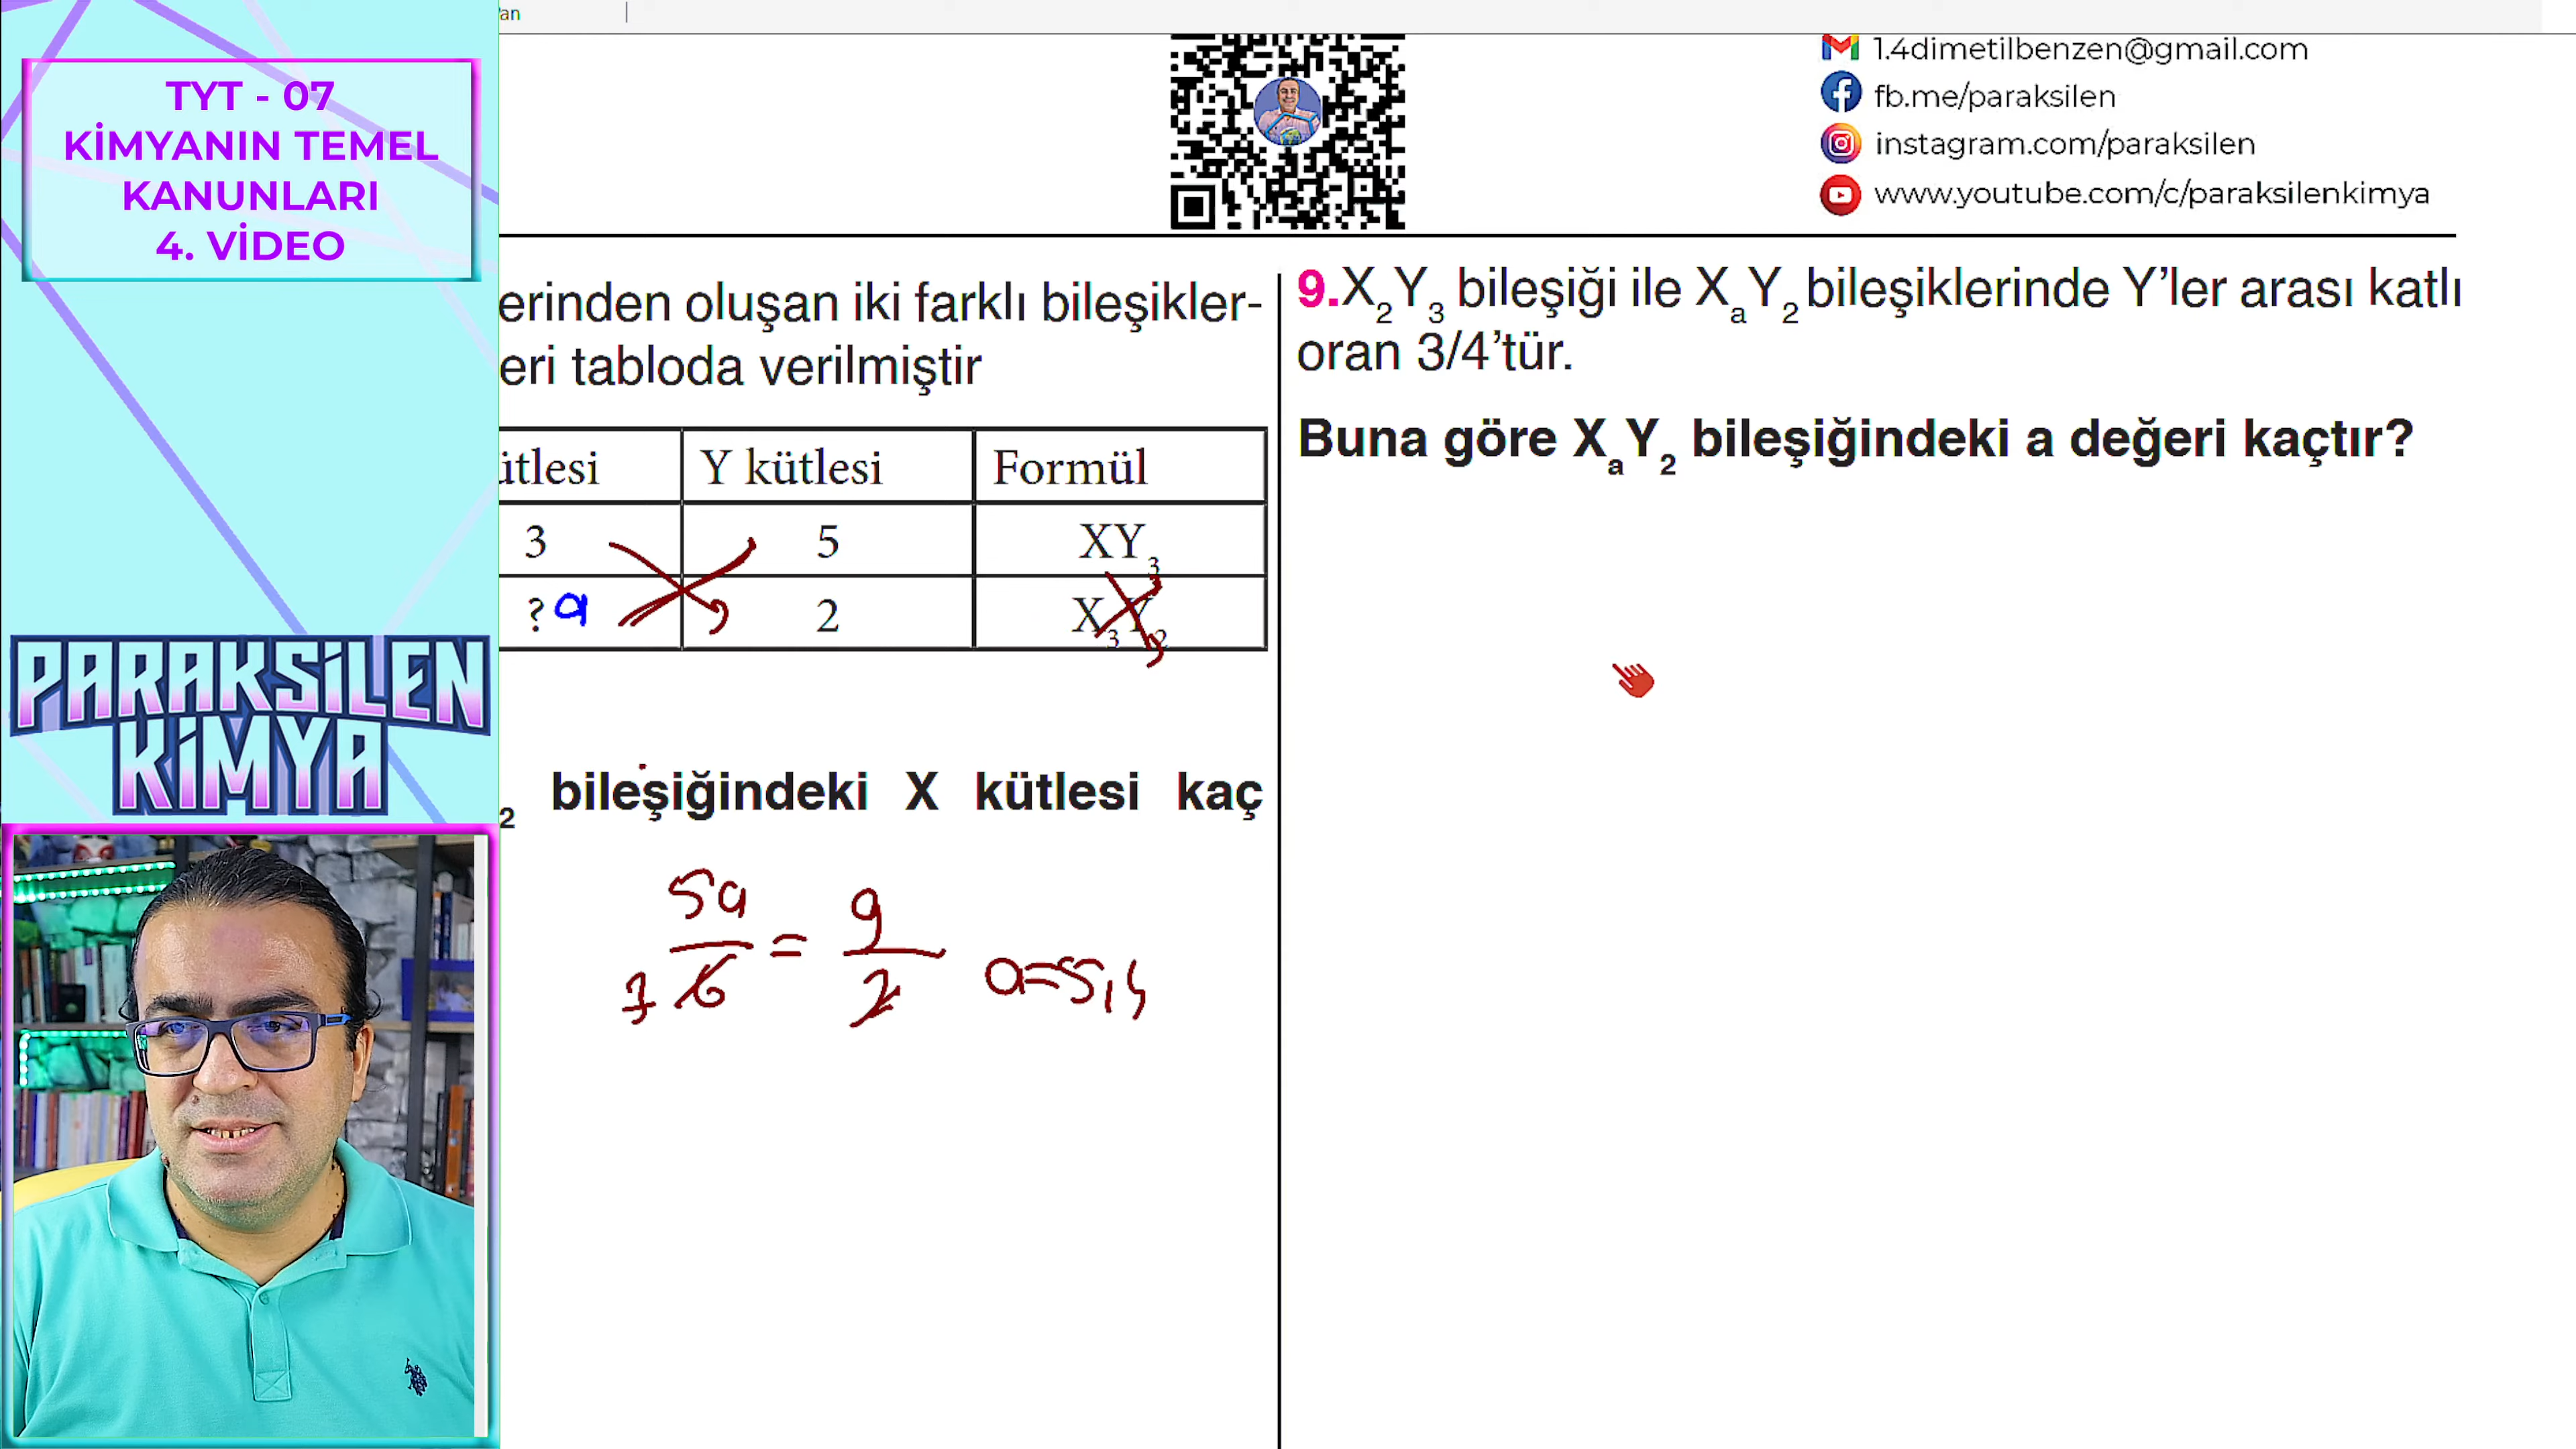 TYT - 07
KİMYANIN TEMEL
KANUNLARI
4. VİDEO
PARAKSİLEN
KİMYA
1.4dimetilbenzen@gmail.com
fb.me/paraksilen
instagram.com/paraksilen
www.youtube.com/c/paraksilenkimya
erinden oluşan iki farklı bileşikler-
eri tabloda verilmiştir
ütlesi Y kütlesi Formül
3 5 XY₃
? a 2 X₃Y₂
₂ bileşiğindeki X kütlesi kaç
5a/6 = 9/2 a=5,4
9.X₂Y₃ bileşiği ile XₐY₂ bileşiklerinde Y’ler arası katlı
oran 3/4’tür.
Buna göre XₐY₂ bileşiğindeki a değeri kaçtır?